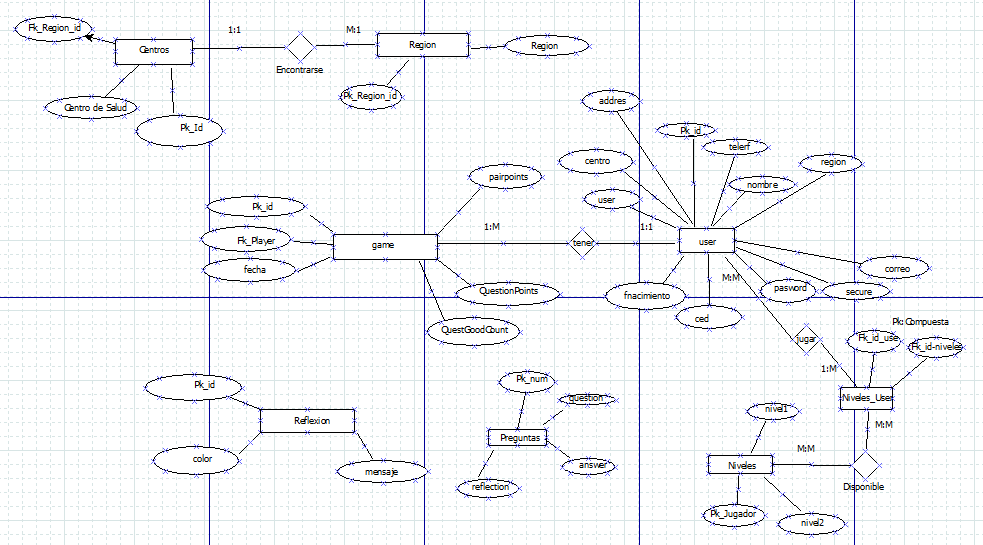 Fk_Region_id
1:1
M:1
Centros
Region
Region
Encontrarse
Centro de Salud
Pk_Region_id
Pk_Id
addres
Pk_id
telerf
centro
region
pairpoints
nombre
user
Pk_id
1:M
1:1
Fk_Player
game
tener
user
fecha
correo
M:M
QuestionPoints
fnacimiento
pasword
secure
ced
QuestGoodCount
Pk:Compuesta
jugar
Fk_id_use
Fk_id-niveles
1:M
Pk_id
Pk_num
question
Niveles_User
nivel1
Reflexion
M:M
Preguntas
M:M
color
mensaje
answer
Niveles
reflection
Disponible
Pk_Jugador
nivel2